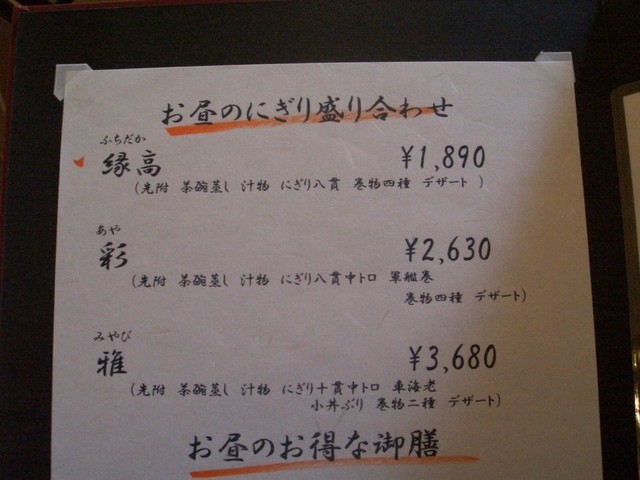 お昼のにぎり盛り合わせ
ふちだか
縁高 ¥1,890
(先附 茶碗蒸し 汁物 にぎり八貫 巻物四種 デザート)
あや
彩 ¥2,630
(先附 茶碗蒸し 汁物 にぎり八貫中トロ 軍艦巻
巻物四種 デザート)
みやび
雅 ¥3,680
(先附 茶碗蒸し 汁物 にぎり十貫中トロ 車海老
小丼ぶり 巻物二種 デザート)
お昼のお得な御膳